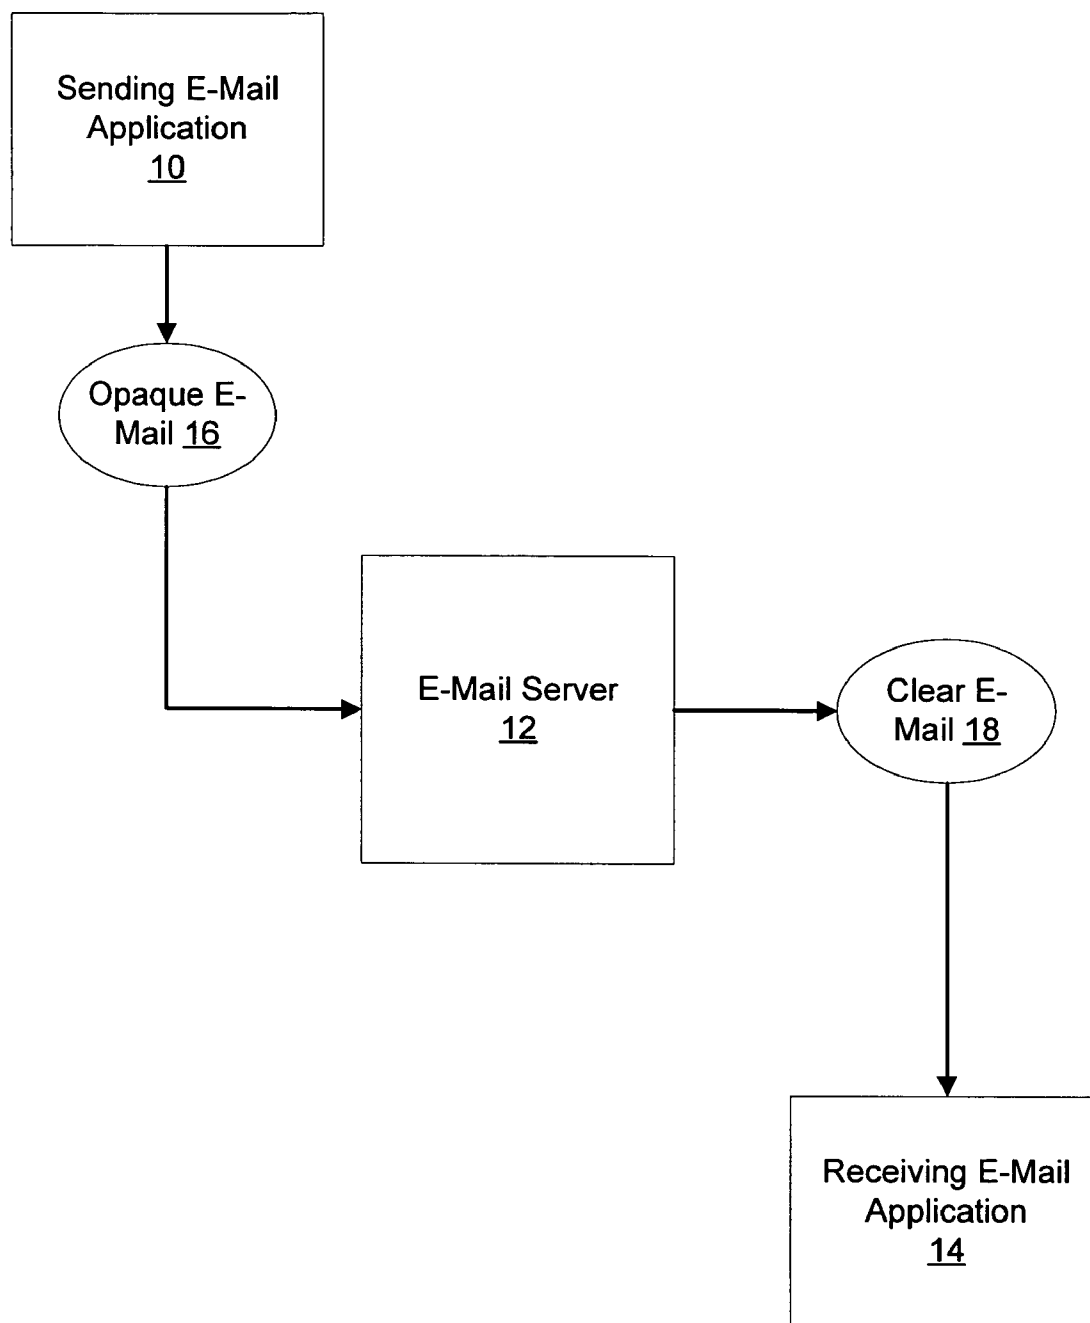 Sending E-Mail
Application
10
Opaque E-
Mail 16
E-Mail Server
12
Clear E-
Mail 18
Receiving E-Mail
Application
14